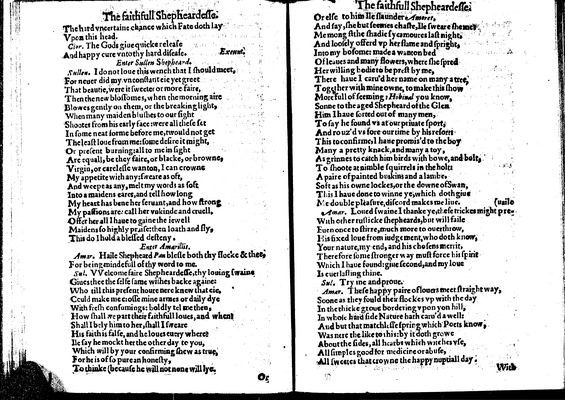 The faithfull Shepheardesse.
The hard uncertaine chance which Fate doth lay
Vpon this head.
Clor. The Gods giue quicke release
And happy cure vnto thy hard disease. Exeunt.
Enter Sullen Shepheard.
Sullen. I do not loue this wench that I should meet,
For neuer did my vnconstant eie yet greet
That beautie, were it sweeter or more faire,
Then the new blossomes, when the morning aire
Blowes gently on them, or the breaking light,
When many maiden blushes to our sight
Shootes from his early face: were all these set
In some neat forme before me, twould not get
The least loue from me: some desire it might,
Or present burning: all to me in sight
Are equall, be they faire, or blacke, or browne,
Virgin, or carelesse wanton, I can crowne
My appetite with any: sweare as oft,
And weepe as any, melt my words as soft
Into a maidens eares, and tell how long
My heart has bene her seruant, and how strong
My passions are: call her vnkinde and cruell,
Offer her all I haue to gaine the iewell
Maidens so highly praise: then loath and fly,
This do I hold a blessed desteny.
Enter Amarillis.
Amar. Haile Shepheard Pan blesse both thy flocke & thee,
For being mindefull of thy word to me.
Sul. VVelcome faire Shepheardesse, thy louing swaine
Giues thee the selfe same wishes backe againe:
Who till this present houre nere knew that eie,
Could make me crosse mine armes or daily dye
With fresh consumings: boldly tel me then,
How shall we part their faithfull loues, and when?
Shall I bely him to her, shall I sweare
His faith is false, and he loues euery where?
Ile say he mockt her the other day to you,
Which will by your confirming shew as true,
For he is of so pure an honesty,
To thinke (because he will not) none will lye.
Or
The faithfull Shepheardesse.
Or else to him Ile slaunder Amoret,
And say, she but seemes chaste, Ile sweare she met
Me mong'st the shadie sycamoures last night,
And loosely offerd vp her flame and spright,
Into my bosome: made a wanton bed
Of leaues and many flowers, where she spred
Her willing bodie to be prest by me,
There haue I caru'd her name on many a tree,
Together with mine owne, to make this show
More full of seeming: Hobinal you know,
Sonne to the aged Shepheard of the Glen
Him I haue sorted out of many men,
To say he found vs at our priuate sport,
And rouz'd vs fore our time by his resort:
This to confirme, I haue promis'd to the boy
Many a pretty knack, and many a toy,
As grinnes to catch him birds with bowe, and bolt,
To shoote at nimble squirrels in the holt
A paire of painted buskins and a lambe,
Soft as his owne lockes, or the downe of Swan,
This I haue done to winne ye, which doth giue
Me double pleasure, discord makes me liue. (uaile
Amar. Loued swaine I thanke ye, these trickes might pre-
With other rusticke shepheards, but will faile
Euen once to stirre, much more to overthrow,
His fixed loue from iudgement, who doth know,
Your nature, my end, and his chosens merrit,
Therefore some stronger way must force his spirit
Which I haue found: giue second, and my loue
Is euerlasting thine.
Sul. Try me and proue.
Amar. These happy paire of louers meet straight way,
Soone as they fould their flockes vp with the day
In the thicke groue bordering vpon yon hill,
In whose hard side Nature hath caru'd a well:
And but that matchlesse spring which Poets know,
Was nere the like to this: by it doth growe
About the sides, all hearbs which witches vse,
All simples good for medicine or abuse,
All sweetes that crowne the happy nuptiall day.
With